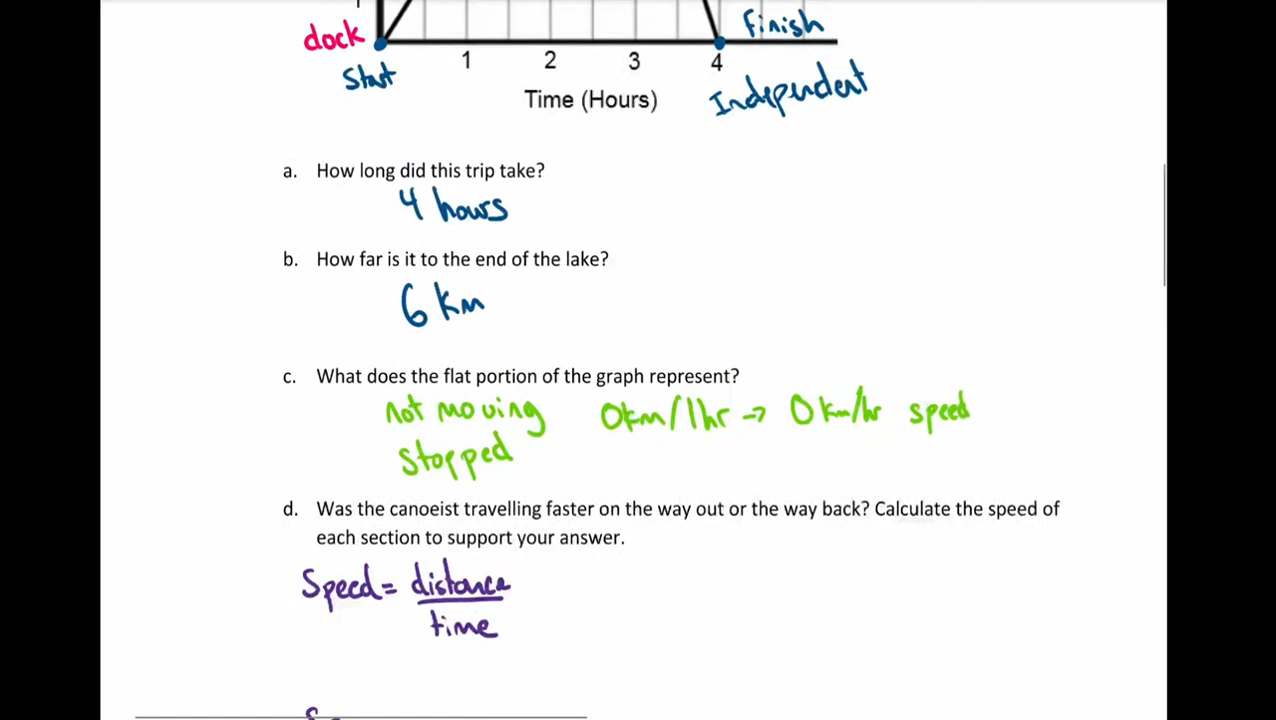 1
dock
Start
1 2 3 4
finish
Time (Hours)
Independent
a. How long did this trip take?
4 hours
b. How far is it to the end of the lake?
6 km
c. What does the flat portion of the graph represent?
not moving 0km/1hr → 0 km/hr speed
stopped
d. Was the canoeist travelling faster on the way out or the way back? Calculate the speed of
each section to support your answer.
Speed = distance
time